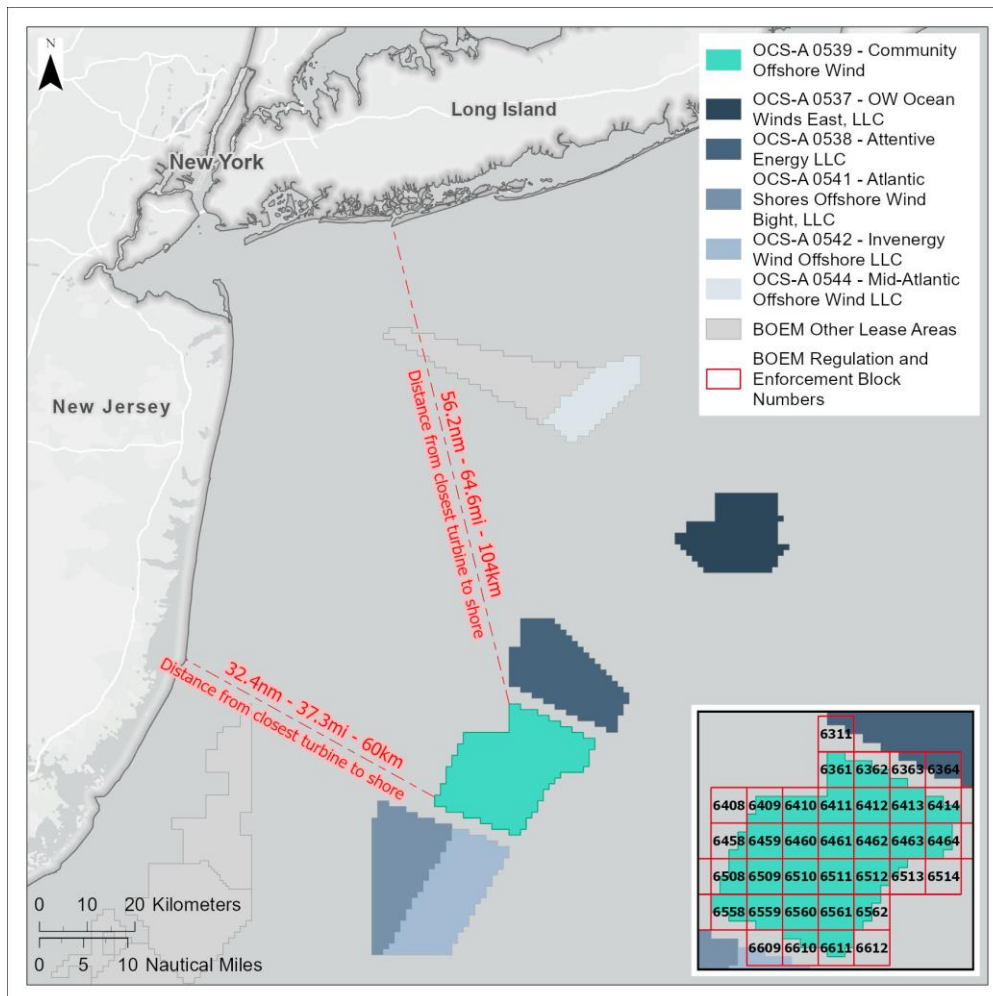 N
Long Island
New York
New Jersey
56.2nm - 64.6mi - 104km
Distance from closest turbine to shore
32.4nm - 37.3mi - 60km
Distance from closest turbine to shore
OCS-A 0539 - Community
Offshore Wind
OCS-A 0537 - OW Ocean
Winds East, LLC
OCS-A 0538 - Attentive
Energy LLC
OCS-A 0541 - Atlantic
Shores Offshore Wind
Bight, LLC
OCS-A 0542 - Invenergy
Wind Offshore LLC
OCS-A 0544 - Mid-Atlantic
Offshore Wind LLC
BOEM Other Lease Areas
BOEM Regulation and
Enforcement Block
Numbers
0 10 20 Kilometers
0 5 10 Nautical Miles
6311
6361 6362 6363 6364
6408 6409 6410 6411 6412 6413 6414
6458 6459 6460 6461 6462 6463 6464
6508 6509 6510 6511 6512 6513 6514
6558 6559 6560 6561 6562
6609 6610 6611 6612